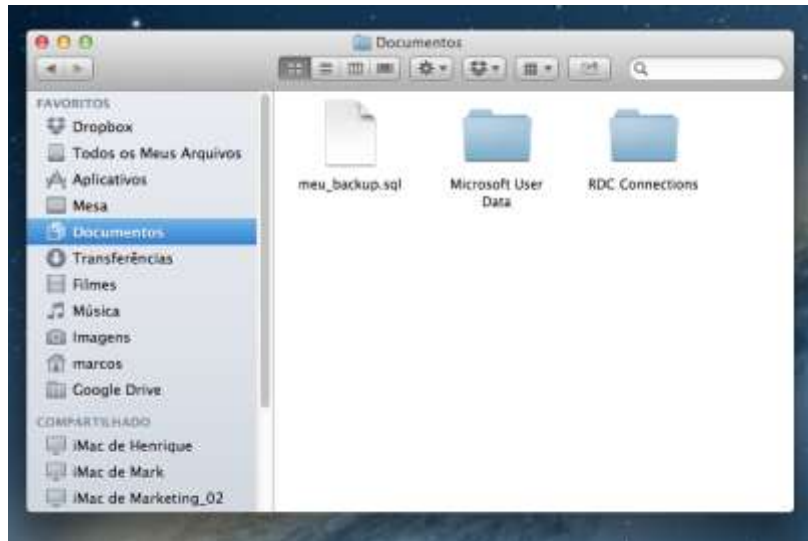 Documentos
FAVORITOS
Dropbox
Todos os Meus Arquivos
Aplicativos
Mesa
Documentos
Transferências
Filmes
Música
Imagens
marcos
Google Drive
COMPARTILHADO
iMac de Henrique
iMac de Mark
iMac de Marketing_02
meu_backup.sql
Microsoft User
Data
RDC Connections